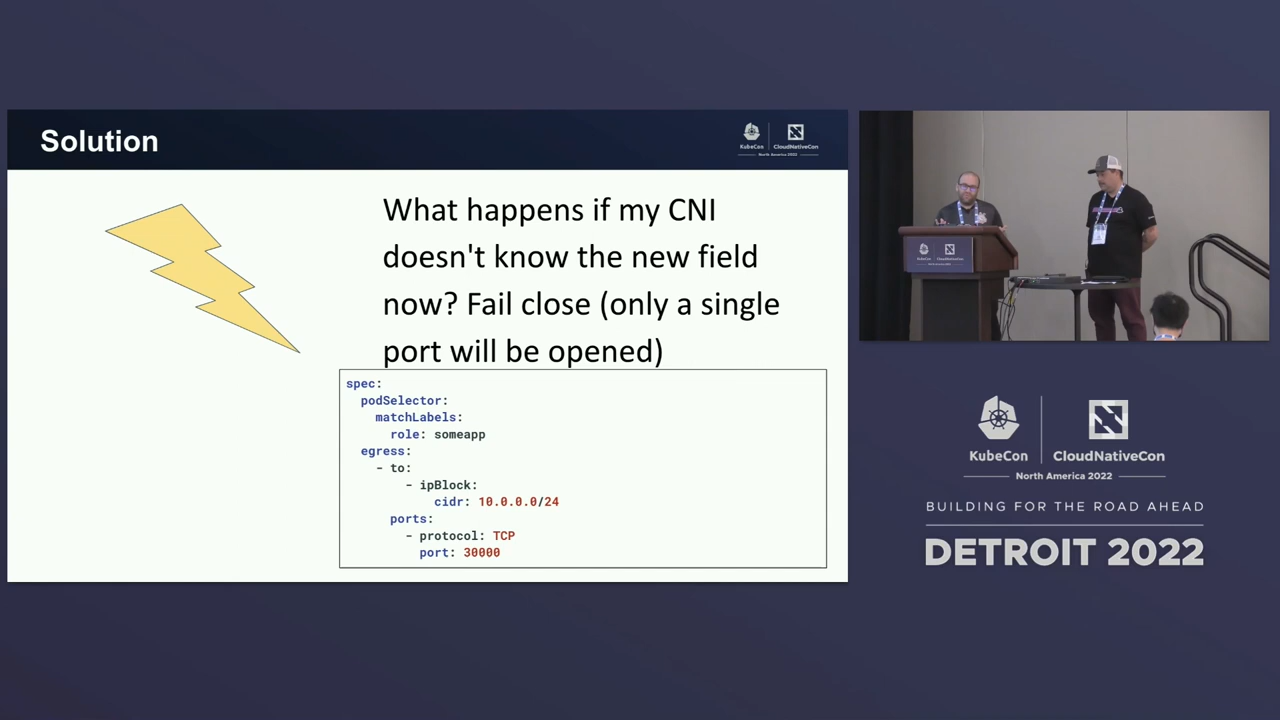 Solution
KubeCon
CloudNativeCon
North America 2022
What happens if my CNI
doesn't know the new field
now? Fail close (only a single
port will be opened)
spec:
podSelector:
matchLabels:
role: someapp
egress:
- to:
- ipBlock:
cidr: 10.0.0.0/24
ports:
- protocol: TCP
port: 30000
KubeCon
CloudNativeCon
North America 2022
BUILDING FOR THE ROAD AHEAD
DETROIT 2022